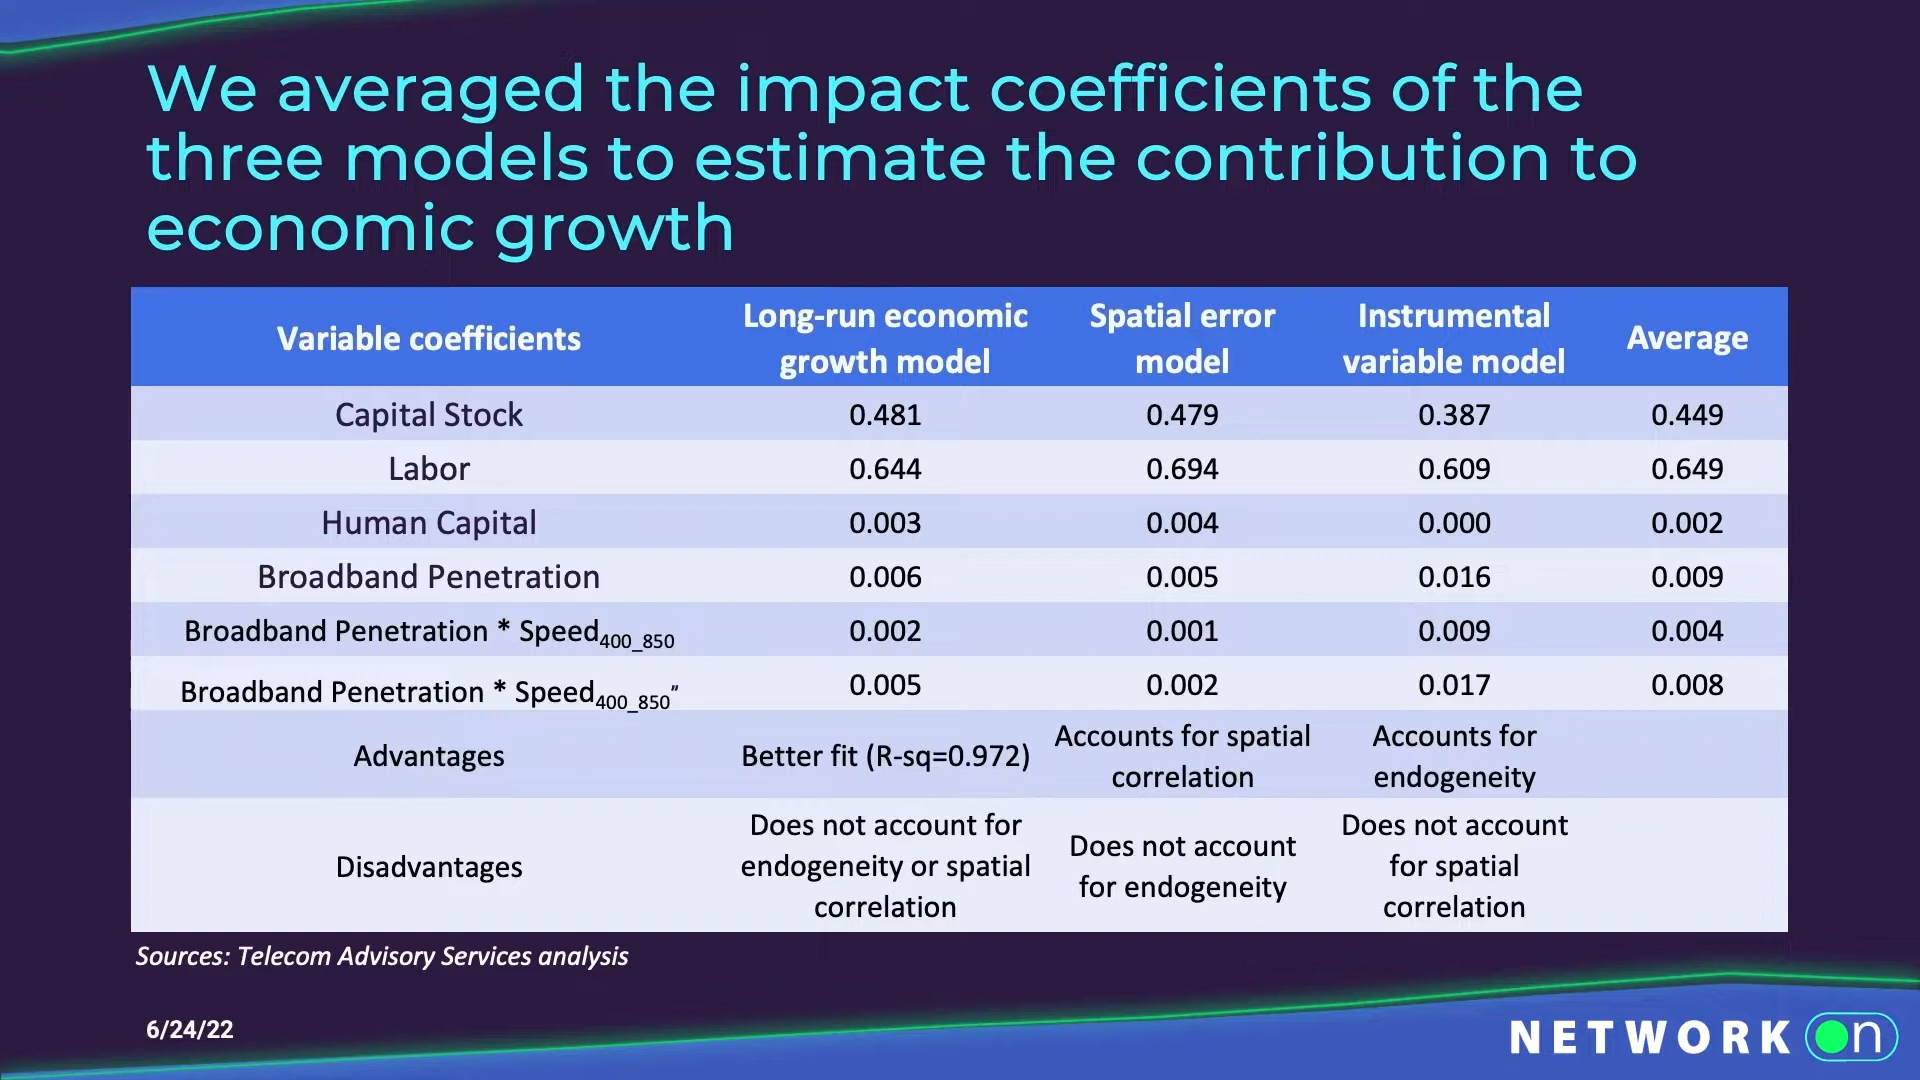 We averaged the impact coefficients of the
three models to estimate the contribution to
economic growth
Variable coefficients
Long-run economic
growth model
Spatial error
model
Instrumental
variable model
Average
Capital Stock 0.481 0.479 0.387 0.449
Labor 0.644 0.694 0.609 0.649
Human Capital 0.003 0.004 0.000 0.002
Broadband Penetration 0.006 0.005 0.016 0.009
Broadband Penetration * Speed400_850 0.002 0.001 0.009 0.004
Broadband Penetration * Speed400_850” 0.005 0.002 0.017 0.008
Advantages
Better fit (R-sq=0.972)
Accounts for spatial
correlation
Accounts for
endogeneity
Disadvantages
Does not account for
endogeneity or spatial
correlation
Does not account
for endogeneity
Does not account
for spatial
correlation
Sources: Telecom Advisory Services analysis
6/24/22
NETWORK On